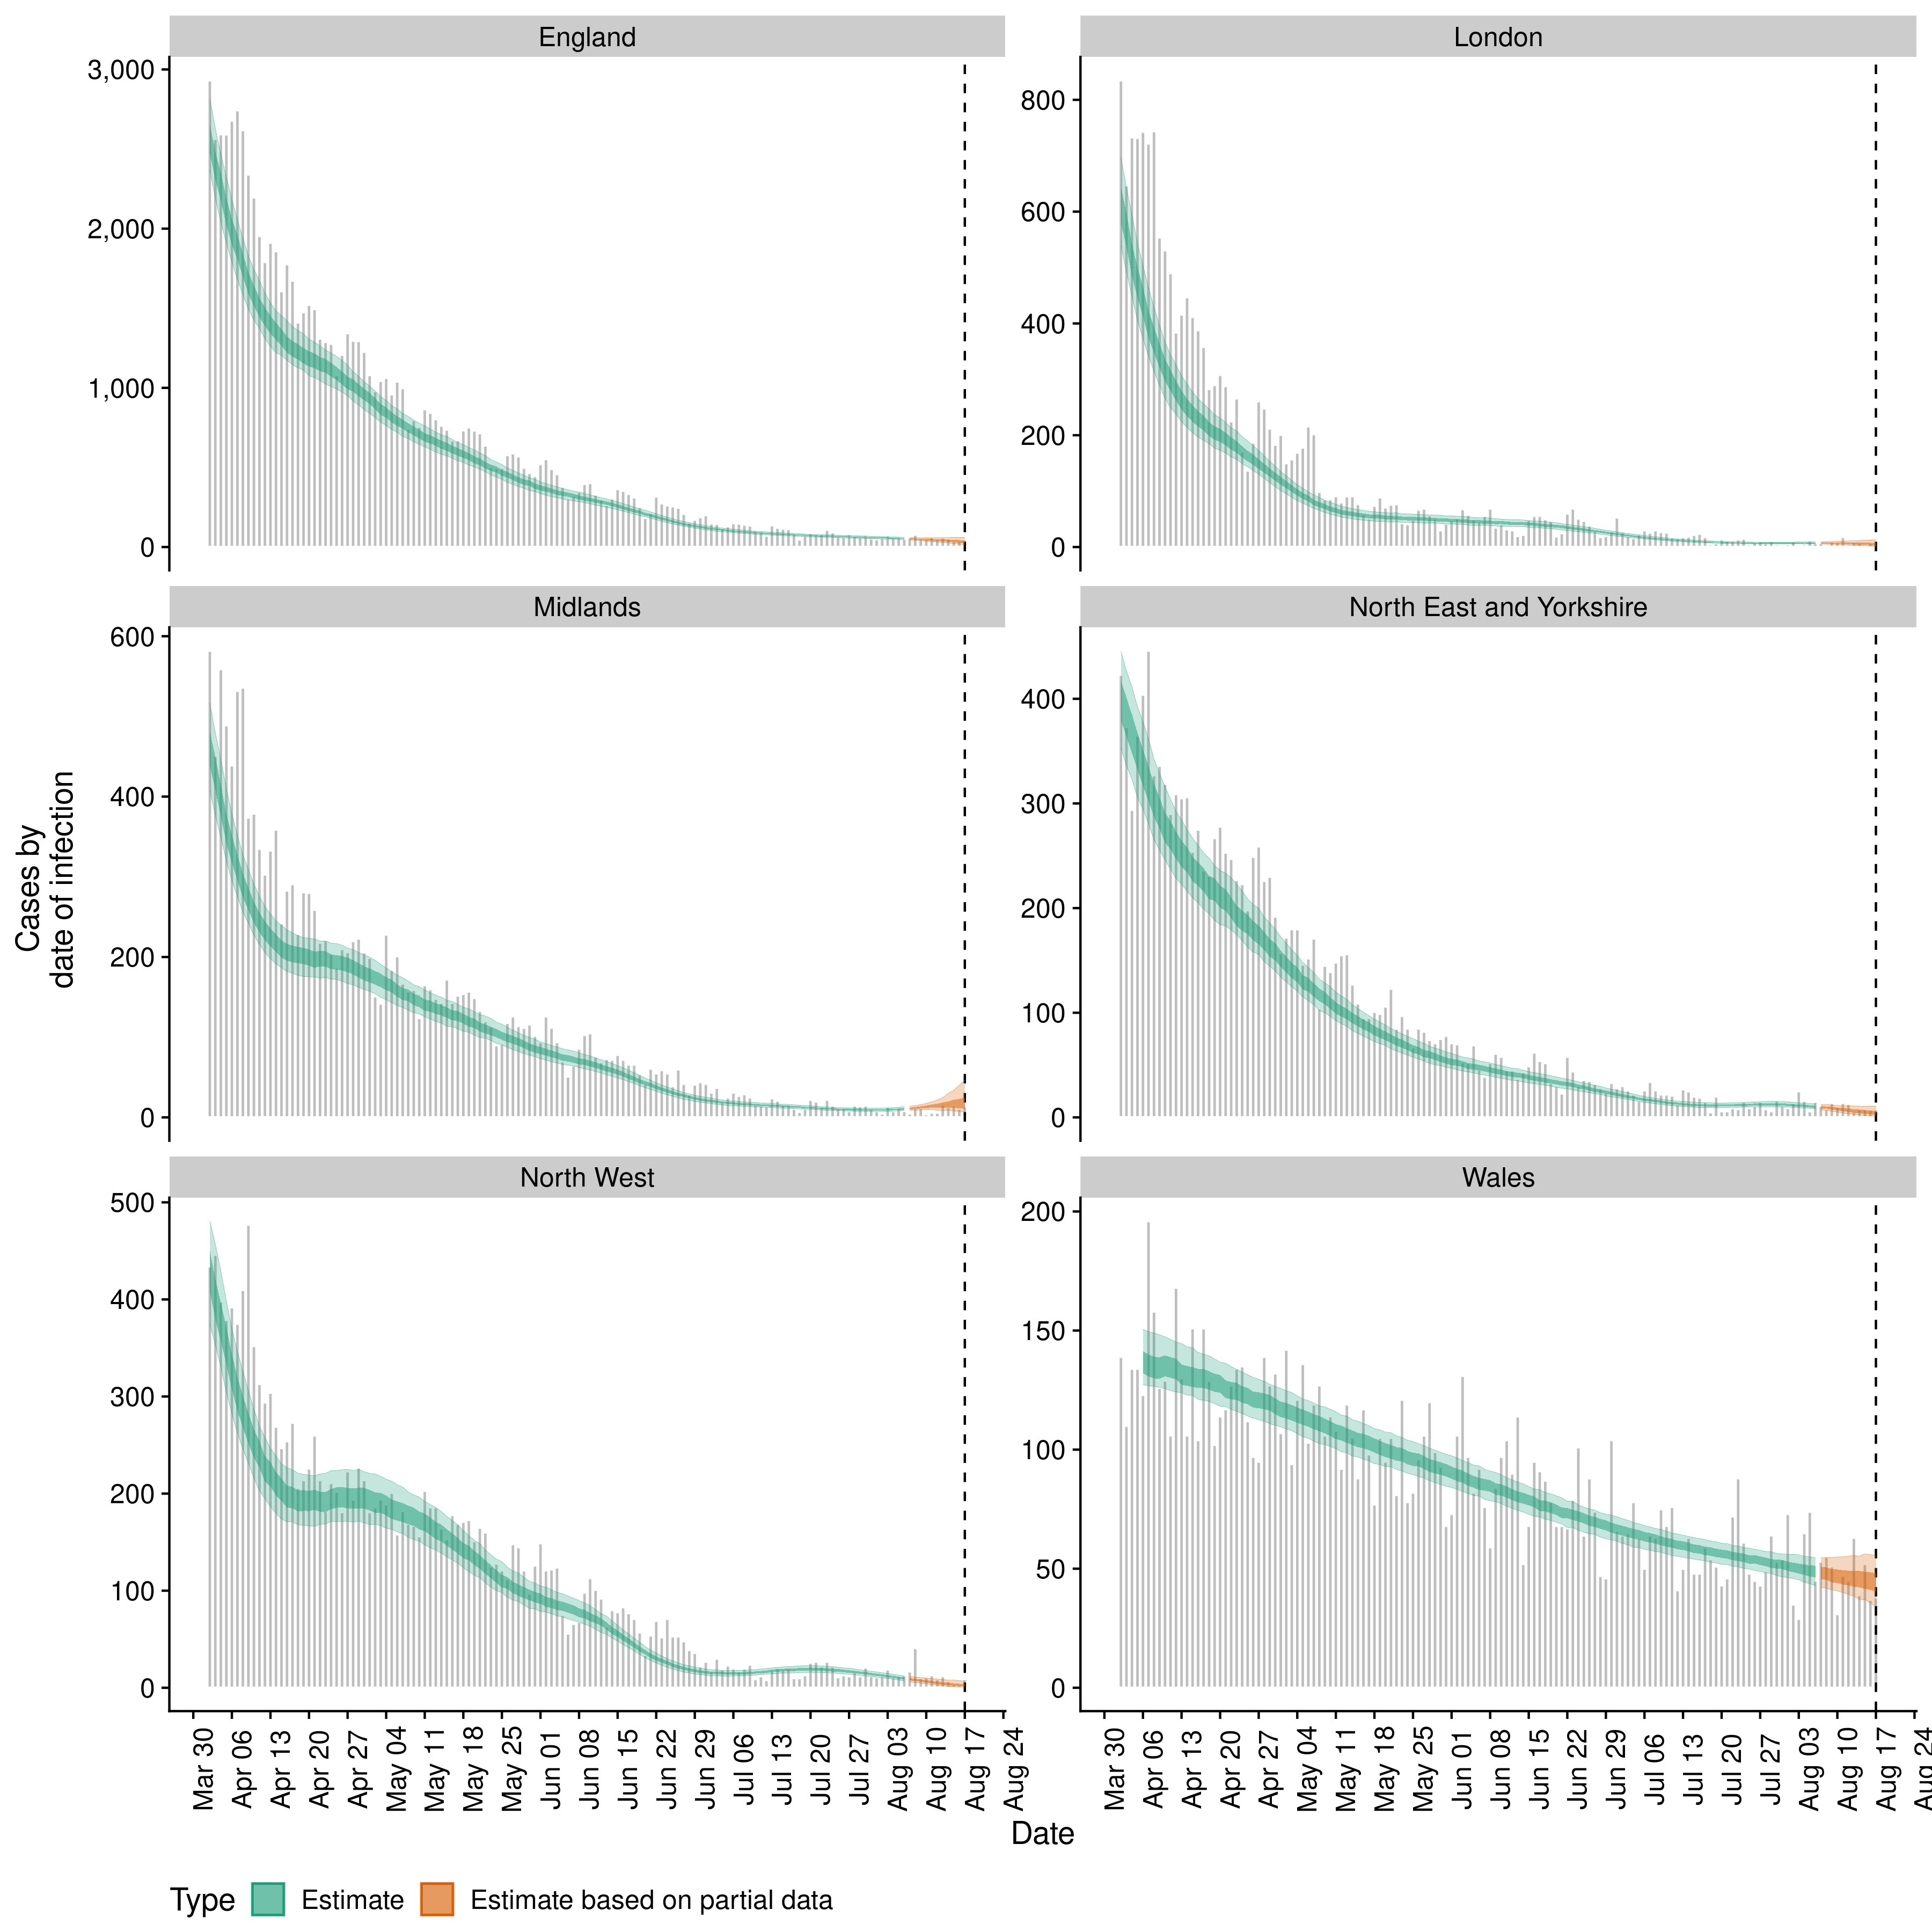 England
London
3,000
2,000
1,000
0
800
600
400
200
0
Midlands
North East and Yorkshire
600
400
200
0
400
300
200
100
0
North West
Wales
500
400
300
200
100
0
200
150
100
50
0
Cases by
date of infection
Mar 30
Apr 06
Apr 13
Apr 20
Apr 27
May 04
May 11
May 18
May 25
Jun 01
Jun 08
Jun 15
Jun 22
Jun 29
Jul 06
Jul 13
Jul 20
Jul 27
Aug 03
Aug 10
Aug 17
Aug 24
Mar 30
Apr 06
Apr 13
Apr 20
Apr 27
May 04
May 11
May 18
May 25
Jun 01
Jun 08
Jun 15
Jun 22
Jun 29
Jul 06
Jul 13
Jul 20
Jul 27
Aug 03
Aug 10
Aug 17
Aug 24
Date
Type Estimate Estimate based on partial data